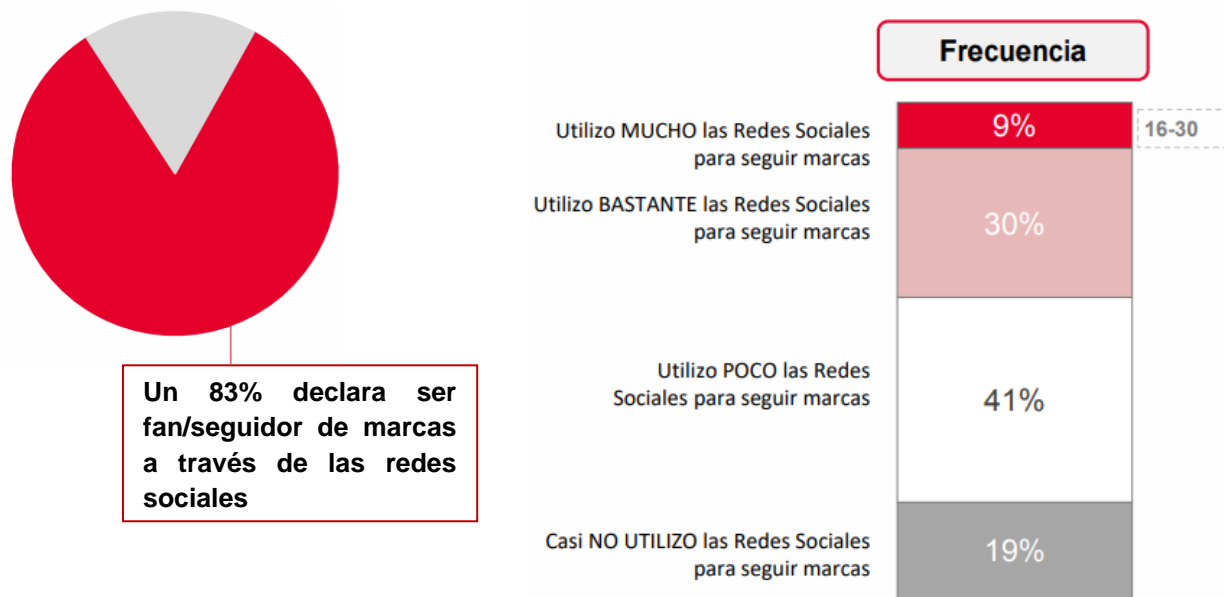 Un 83% declara ser
fan/seguidor de marcas
a través de las redes
sociales
Frecuencia
Utilizo MUCHO las Redes Sociales
para seguir marcas
9%
16-30
Utilizo BASTANTE las Redes Sociales
para seguir marcas
30%
Utilizo POCO las Redes
Sociales para seguir marcas
41%
Casi NO UTILIZO las Redes Sociales
para seguir marcas
19%